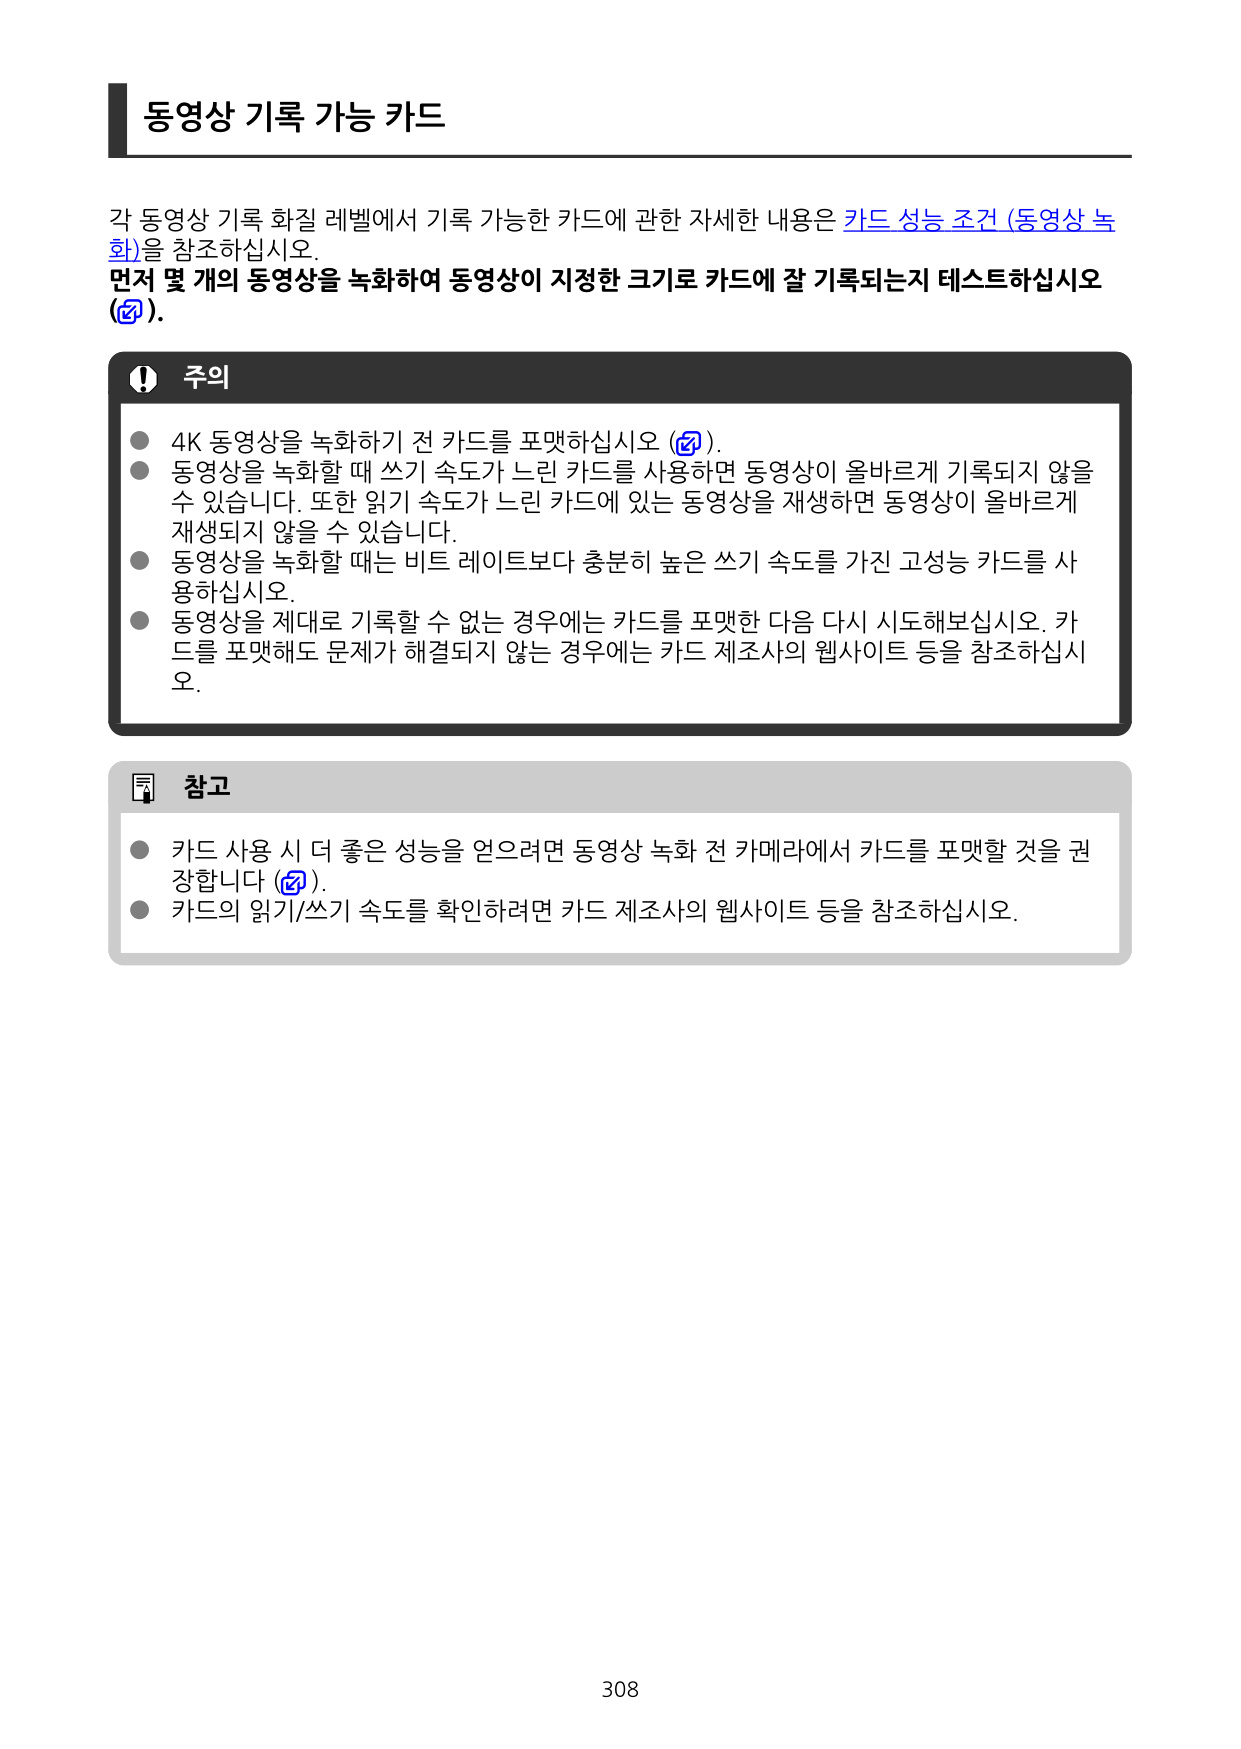 동영상 기록 가능 카드
각 동영상 기록 화질 레벨에서 기록 가능한 카드에 관한 자세한 내용은 카드 성능 조건 (동영상 녹
화)을 참조하십시오.
먼저 몇 개의 동영상을 녹화하여 동영상이 지정한 크기로 카드에 잘 기록되는지 테스트하십시오
( ).
주의
● 4K 동영상을 녹화하기 전 카드를 포맷하십시오 ( ).
● 동영상을 녹화할 때 쓰기 속도가 느린 카드를 사용하면 동영상이 올바르게 기록되지 않을
수 있습니다. 또한 읽기 속도가 느린 카드에 있는 동영상을 재생하면 동영상이 올바르게
재생되지 않을 수 있습니다.
● 동영상을 녹화할 때는 비트 레이트보다 충분히 높은 쓰기 속도를 가진 고성능 카드를 사
용하십시오.
● 동영상을 제대로 기록할 수 없는 경우에는 카드를 포맷한 다음 다시 시도해보십시오. 카
드를 포맷해도 문제가 해결되지 않는 경우에는 카드 제조사의 웹사이트 등을 참조하십시
오.
참고
● 카드 사용 시 더 좋은 성능을 얻으려면 동영상 녹화 전 카메라에서 카드를 포맷할 것을 권
장합니다 ( ).
● 카드의 읽기/쓰기 속도를 확인하려면 카드 제조사의 웹사이트 등을 참조하십시오.
308